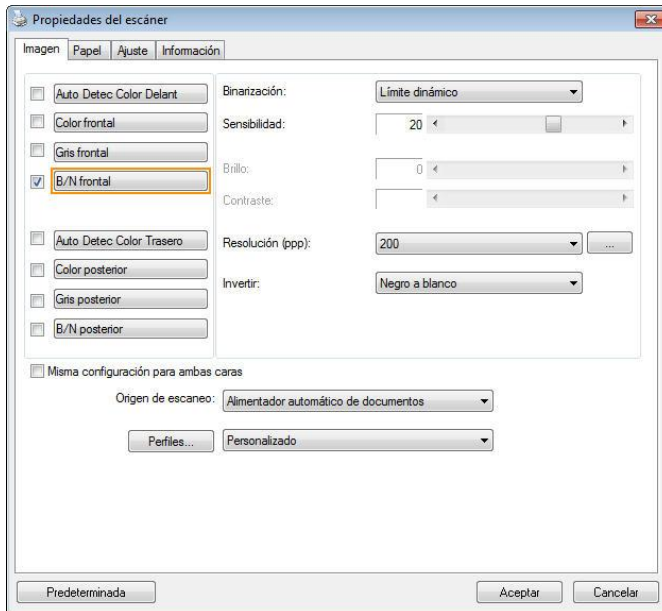 Propiedades del escáner
Imagen Papel Ajuste Información
Auto Detec Color Delant
Color frontal
Gris frontal
B/N frontal
Auto Detec Color Trasero
Color posterior
Gris posterior
B/N posterior
Binarización: Límite dinámico
Sensibilidad: 20
Brillo: 0
Contraste:
Resolución (ppp): 200 ...
Invertir: Negro a blanco
Misma configuración para ambas caras
Origen de escaneo: Alimentador automático de documentos
Perfiles... Personalizado
Predeterminada Aceptar Cancelar